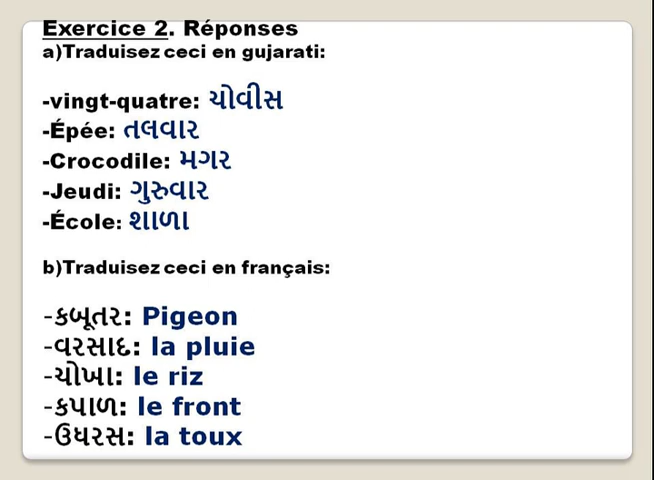 Exercice 2. Réponses
a)Traduisez ceci en gujarati:
-vingt-quatre: ચોવીસ
-Épée: તલવાર
-Crocodile: મગર
-Jeudi: ગુરુવાર
-École: શાળા
b)Traduisez ceci en français:
-કબૂતર: Pigeon
-વરસાદ: la pluie
-ચોખા: le riz
-કપાળ: le front
-ઉધરસ: la toux